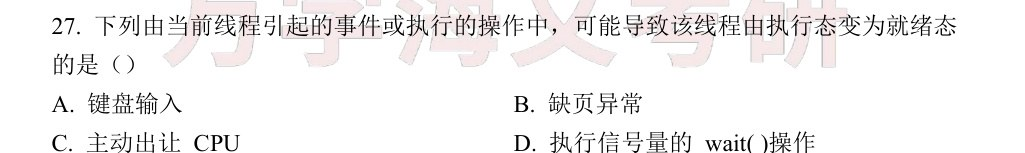 27. 下列由当前线程引起的事件或执行的操作中，可能导致该线程由执行态变为就绪态
的是（）
A. 键盘输入 B. 缺页异常
C. 主动出让 CPU D. 执行信号量的 wait( )操作